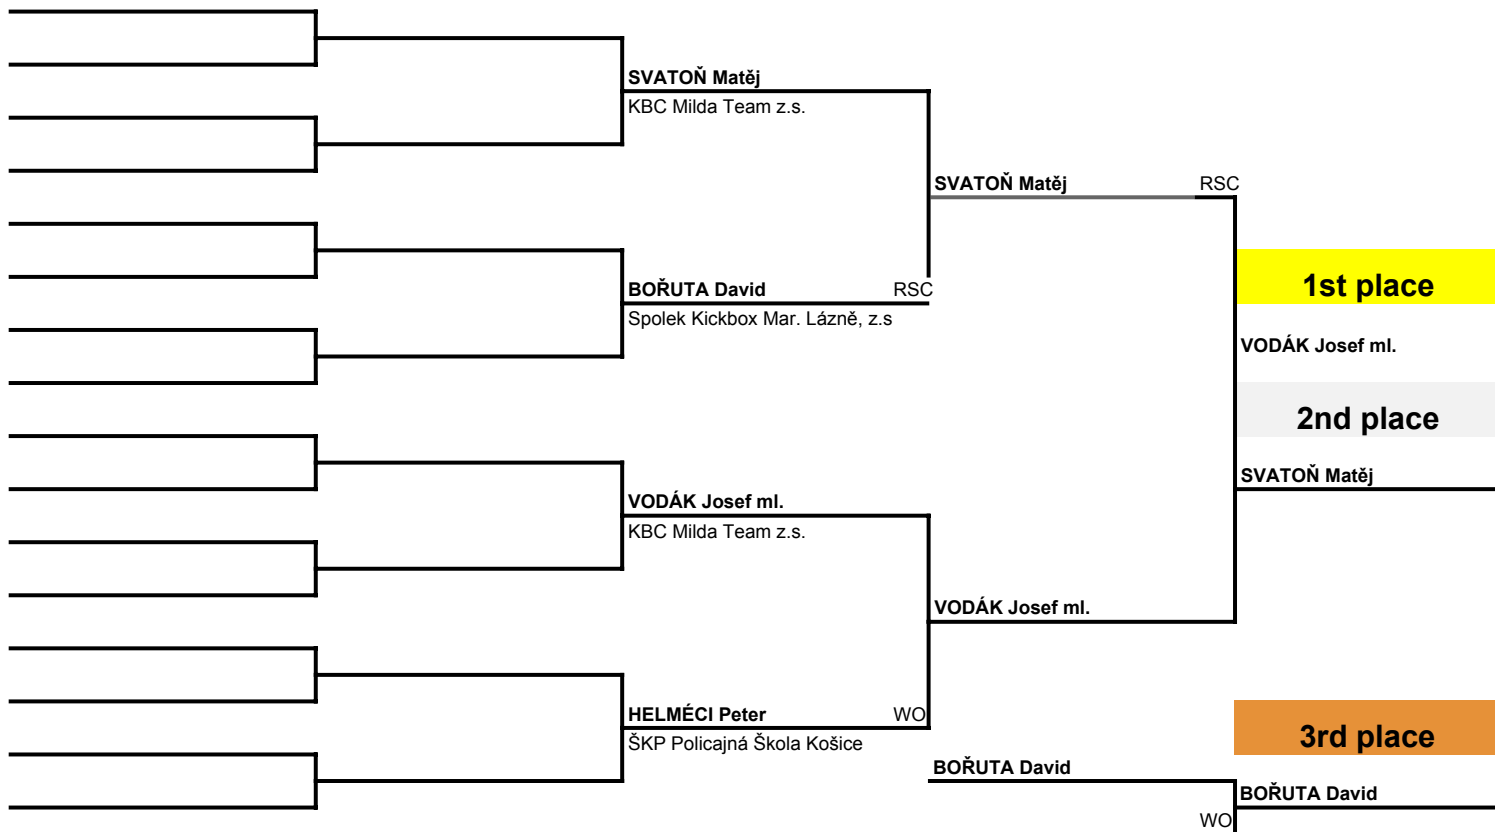 SVATOŇ Matěj
KBC Milda Team z.s.
SVATOŇ Matěj RSC
BOŘUTA David RSC
Spolek Kickbox Mar. Lázně, z.s
1st place
VODÁK Josef ml.
2nd place
SVATOŇ Matěj
VODÁK Josef ml.
KBC Milda Team z.s.
VODÁK Josef ml.
HELMÉCI Peter WO
ŠKP Policajná Škola Košice
3rd place
BOŘUTA David
BOŘUTA David
WO